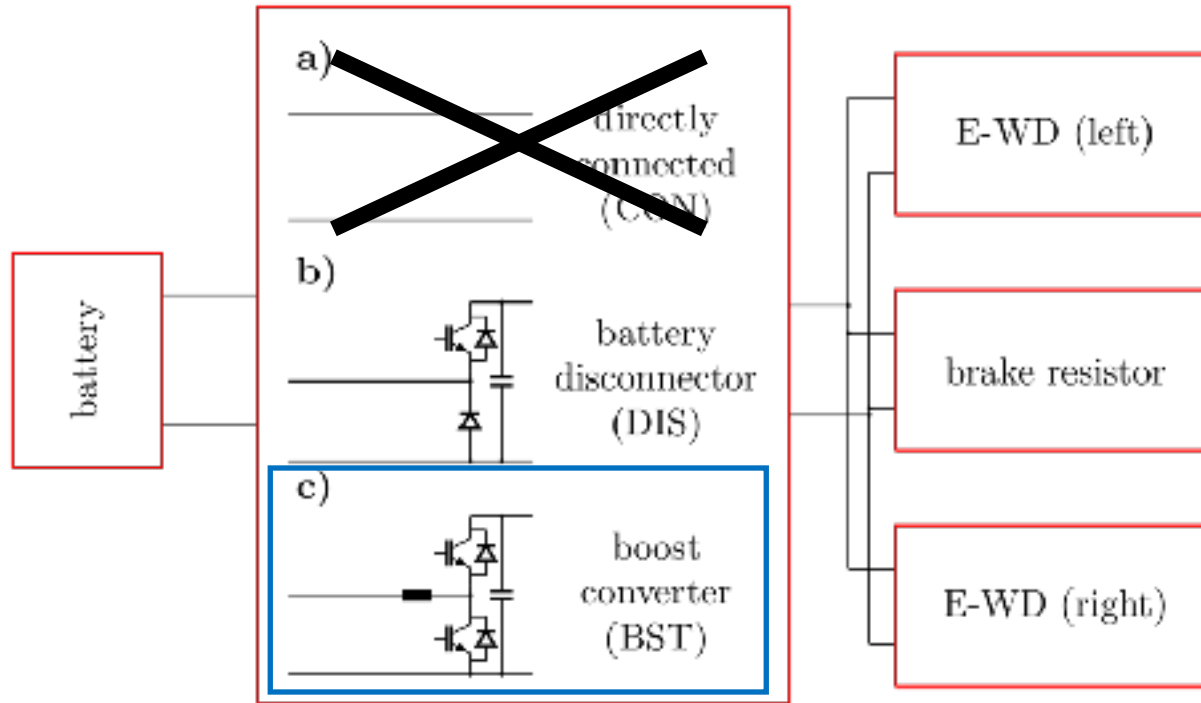 battery
a)
directly
connected
(CON)
b)
battery
disconnector
(DIS)
c)
boost
converter
(BST)
E-WD (left)
brake resistor
E-WD (right)